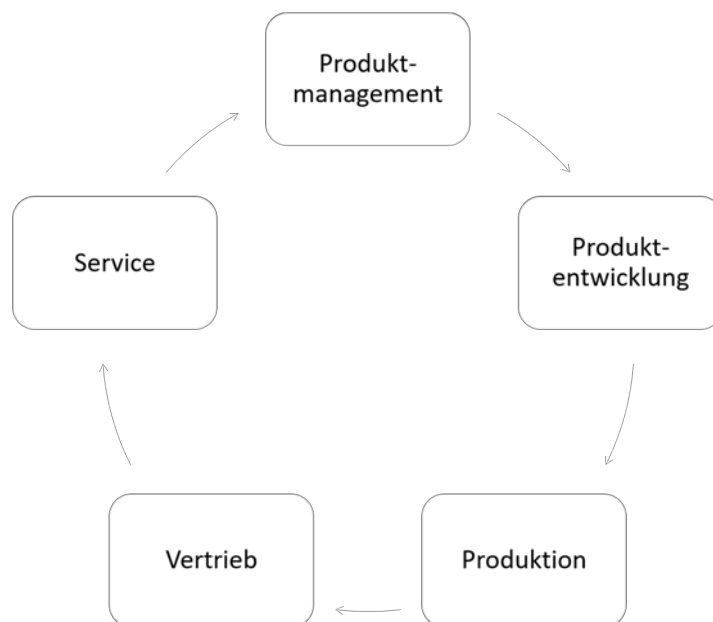 Produkt-
management
Produkt-
entwicklung
Produktion
Vertrieb
Service